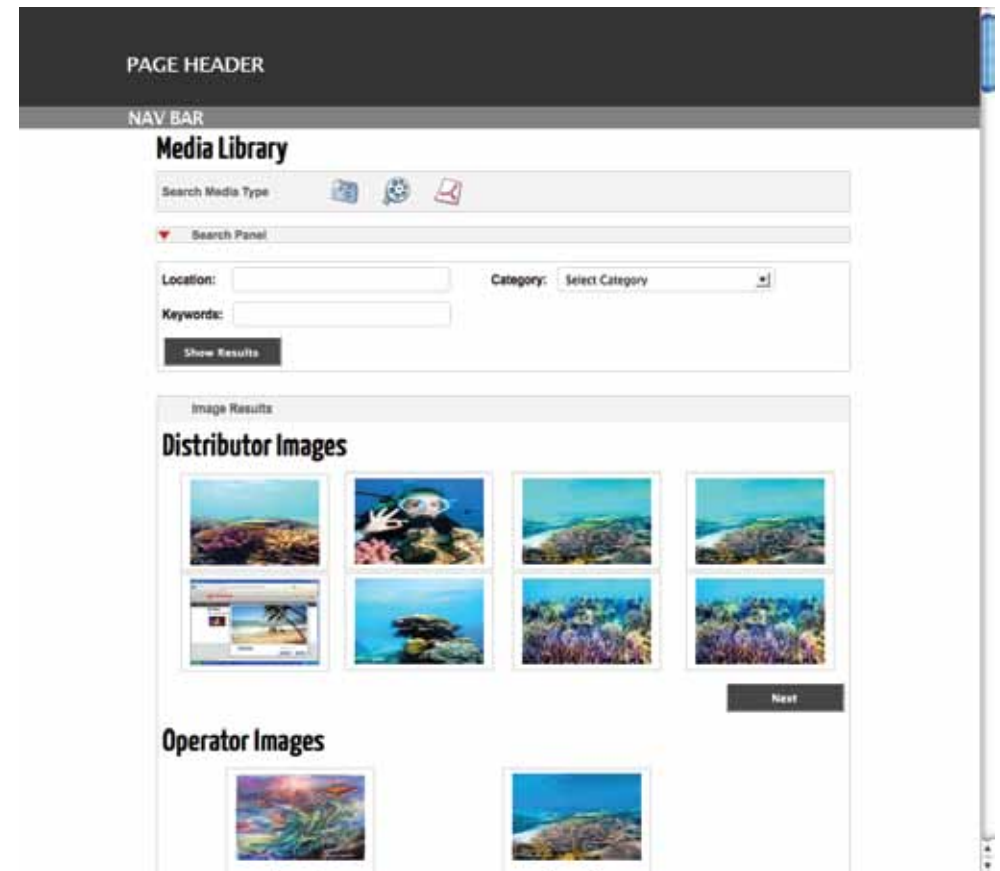 PAGE HEADER
NAV BAR
Media Library
Search Media Type
Search Panel
Location:
Category: Select Category
Keywords:
Show Results
Image Results
Distributor Images
Next
Operator Images